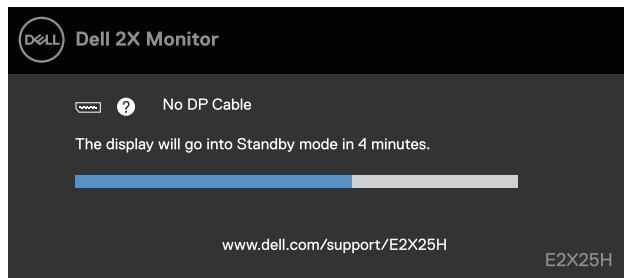 DELL Dell 2X Monitor
? No DP Cable
The display will go into Standby mode in 4 minutes.
www.dell.com/support/E2X25H
E2X25H